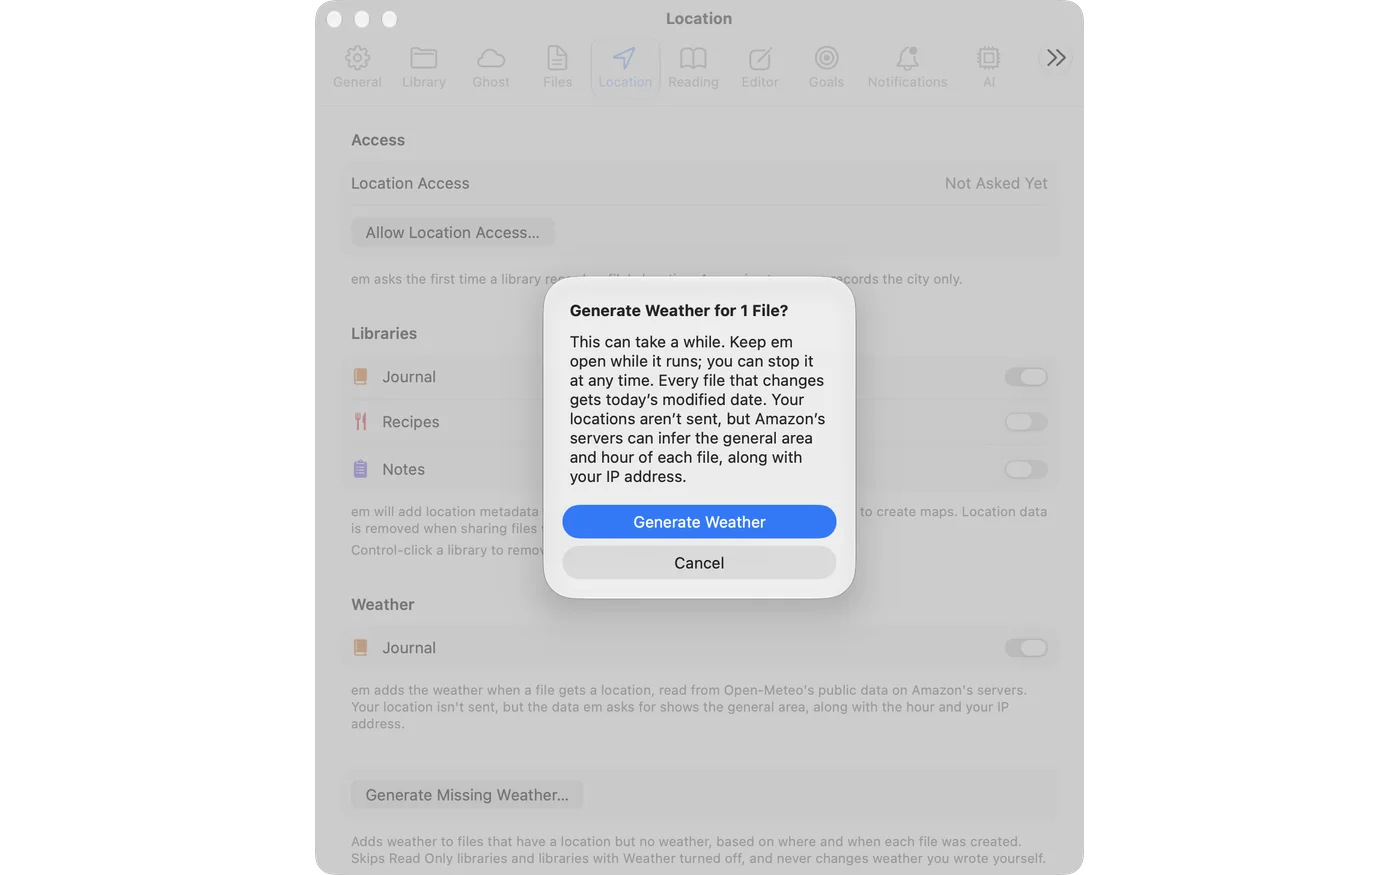 Location
General Library Ghost Files Location Reading Editor Goals Notifications AI
Access
Location Access Not Asked Yet
Allow Location Access...
em asks the first time a library records the city only.
Generate Weather for 1 File?
This can take a while. Keep em
open while it runs; you can stop it
at any time. Every file that changes
gets today’s modified date. Your
locations aren’t sent, but Amazon’s
servers can infer the general area
and hour of each file, along with
your IP address.
Generate Weather
Cancel
Libraries
Journal
Recipes
Notes
em will add location metadata to create maps. Location data
is removed when sharing files
Control-click a library to
Weather
Journal
em adds the weather when a file gets a location, read from Open-Meteo's public data on Amazon's servers.
Your location isn't sent, but the data em asks for shows the general area, along with the hour and your IP
address.
Generate Missing Weather...
Adds weather to files that have a location but no weather, based on where and when each file was created.
Skips Read Only libraries and libraries with Weather turned off, and never changes weather you wrote yourself.